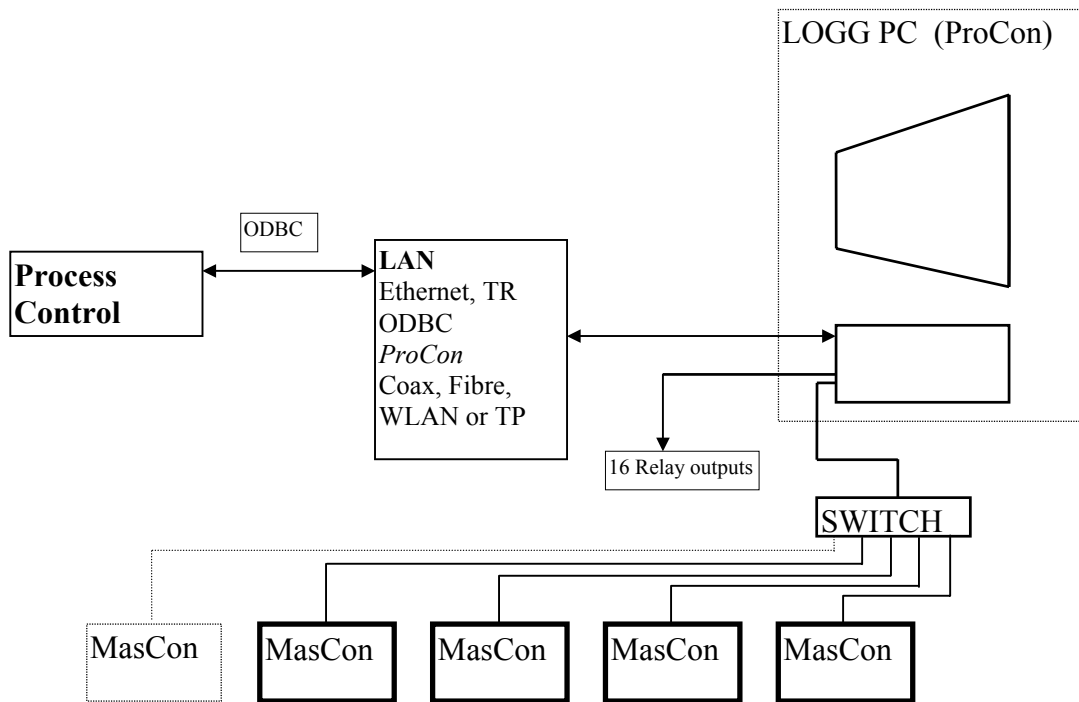 LOGG PC (ProCon)
ODBC
Process
Control
LAN
Ethernet, TR
ODBC
ProCon
Coax, Fibre,
WLAN or TP
16 Relay outputs
SWITCH
MasCon
MasCon
MasCon
MasCon
MasCon